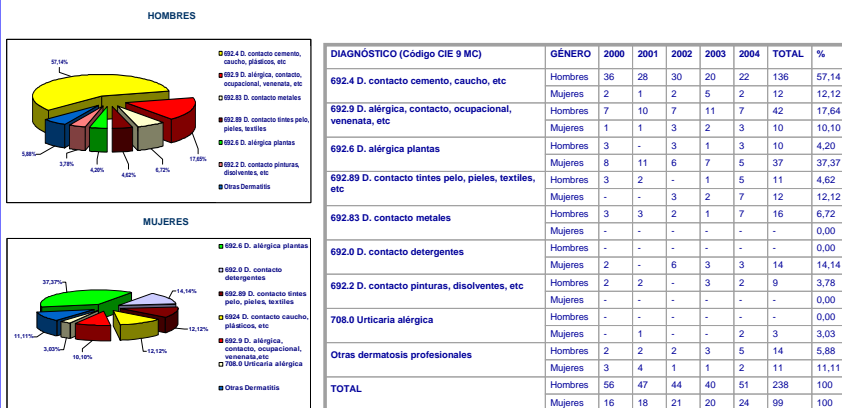 HOMBRES
57,14%
17,65%
6,72%
4,62%
4,20%
3,78%
5,88%
692.4 D. contacto cemento,
caucho, plásticos, etc
692.9 D. alérgica, contacto,
ocupacional, venenata, etc
692.83 D. contacto metales
692.89 D. contacto tintes pelo,
pieles, textiles
692.6 D. alérgica plantas
692.2 D. contacto pinturas,
disolventes, etc
Otras Dermatitis
MUJERES
37,37%
14,14%
12,12%
12,12%
10,10%
3,03%
11,11%
692.6 D. alérgica plantas
692.0 D. contacto
detergentes
692.89 D. contacto tintes
pelo, pieles, textiles
6924 D. contacto caucho,
plásticos, etc
692.9 D. alérgica,
contacto, ocupacional,
venenata,etc
708.0 Urticaria alérgica
Otras Dermatitis
DIAGNÓSTICO (Código CIE 9 MC) GÉNERO 2000 2001 2002 2003 2004 TOTAL %
692.4 D. contacto cemento, caucho, etc Hombres 36 28 30 20 22 136 57,14
Mujeres 2 1 2 5 2 12 12,12
692.9 D. alérgica, contacto, ocupacional,
venenata, etc Hombres 7 10 7 11 7 42 17,64
Mujeres 1 1 3 2 3 10 10,10
692.6 D. alérgica plantas Hombres 3 - 3 1 3 10 4,20
Mujeres 8 11 6 7 5 37 37,37
692.89 D. contacto tintes pelo, pieles, textiles,
etc Hombres 3 2 - 1 5 11 4,62
Mujeres - - 3 2 7 12 12,12
692.83 D. contacto metales Hombres 3 3 2 1 7 16 6,72
Mujeres - - - - - - 0,00
692.0 D. contacto detergentes Hombres - - - - - - 0,00
Mujeres 2 - 6 3 3 14 14,14
692.2 D. contacto pinturas, disolventes, etc Hombres 2 2 - 3 2 9 3,78
Mujeres - - - - - - 0,00
708.0 Urticaria alérgica Hombres - - - - - - 0,00
Mujeres - 1 - - 2 3 3,03
Otras dermatosis profesionales Hombres 2 2 2 3 5 14 5,88
Mujeres 3 4 1 1 2 11 11,11
TOTAL Hombres 56 47 44 40 51 238 100
Mujeres 16 18 21 20 24 99 100